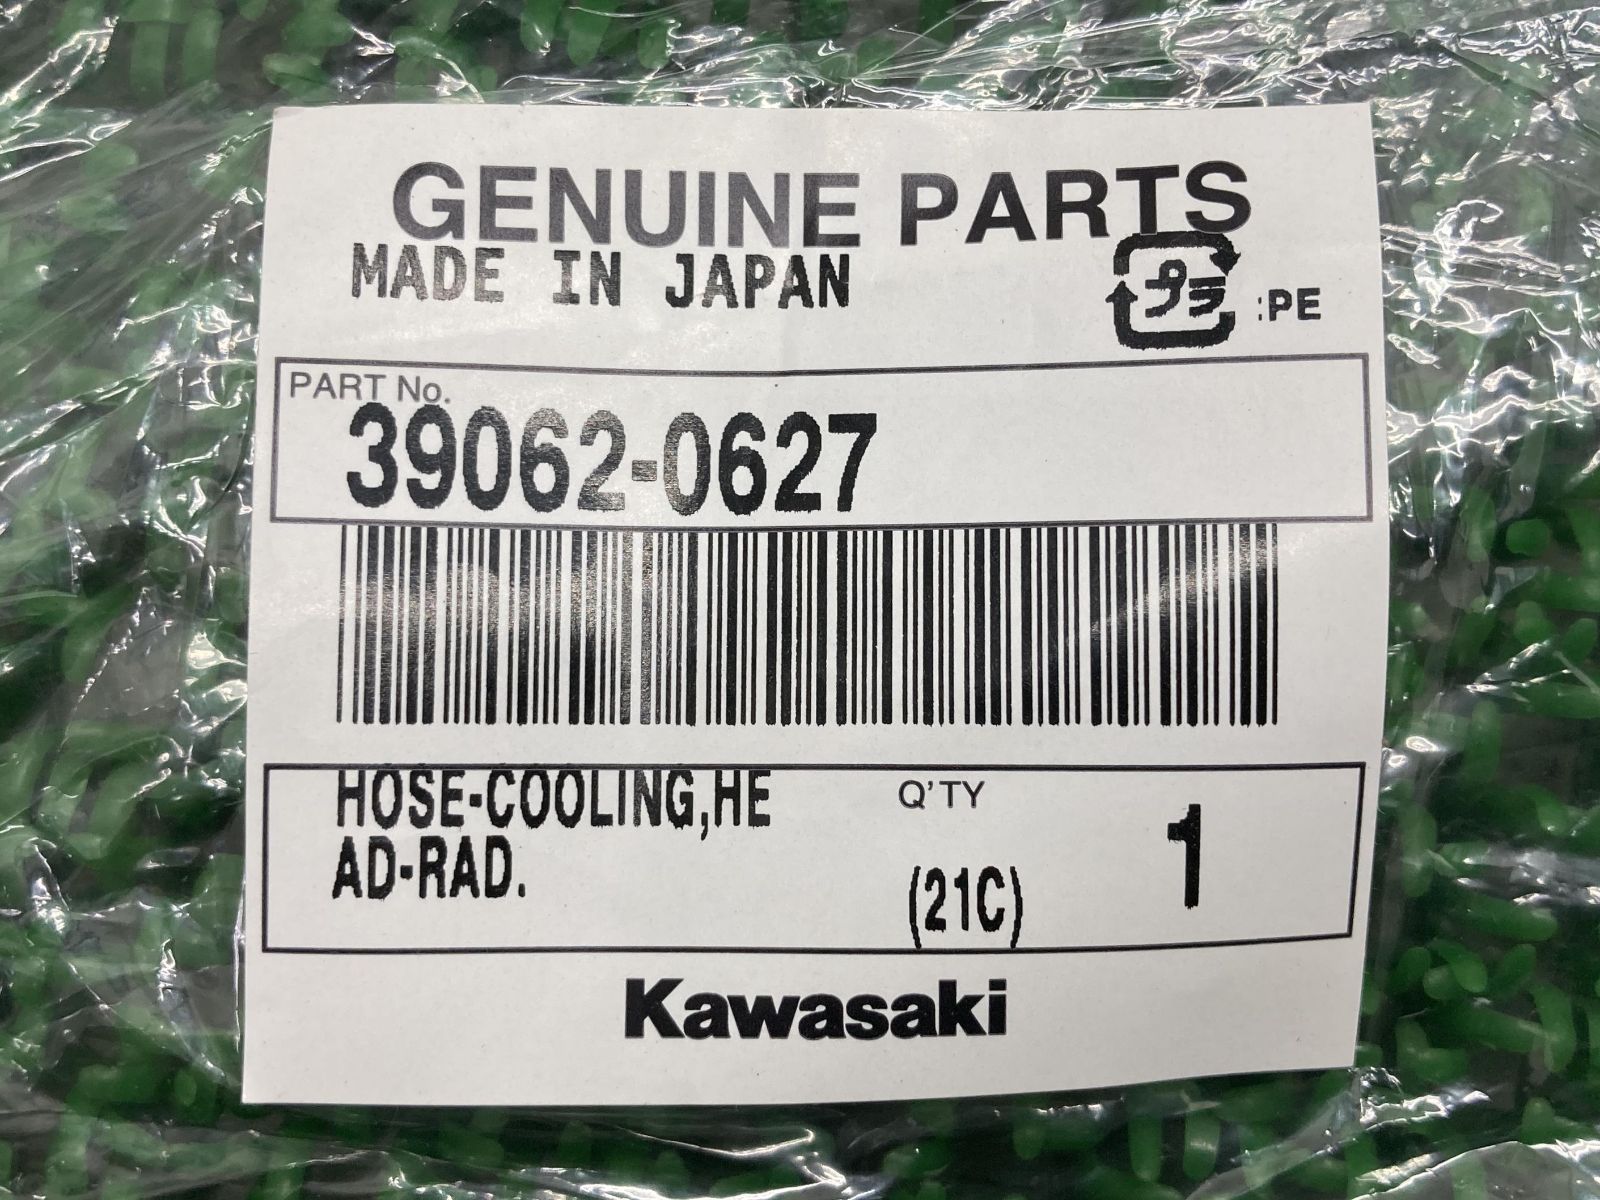 GENUINE PARTS
MADE IN JAPAN
プラ :PE
PART No.
39062-0627
HOSE-COOLING,HE
AD-RAD.
Q'TY
(21C)
1
Kawasaki